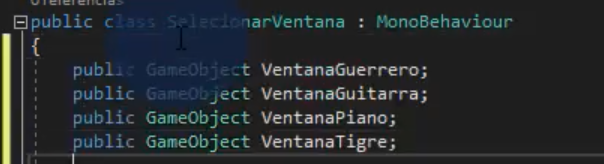 0 referencias
public class SelecionarVentana : MonoBehaviour
{
public GameObject VentanaGuerrero;
public GameObject VentanaGuitarra;
public GameObject VentanaPiano;
public GameObject VentanaTigre;